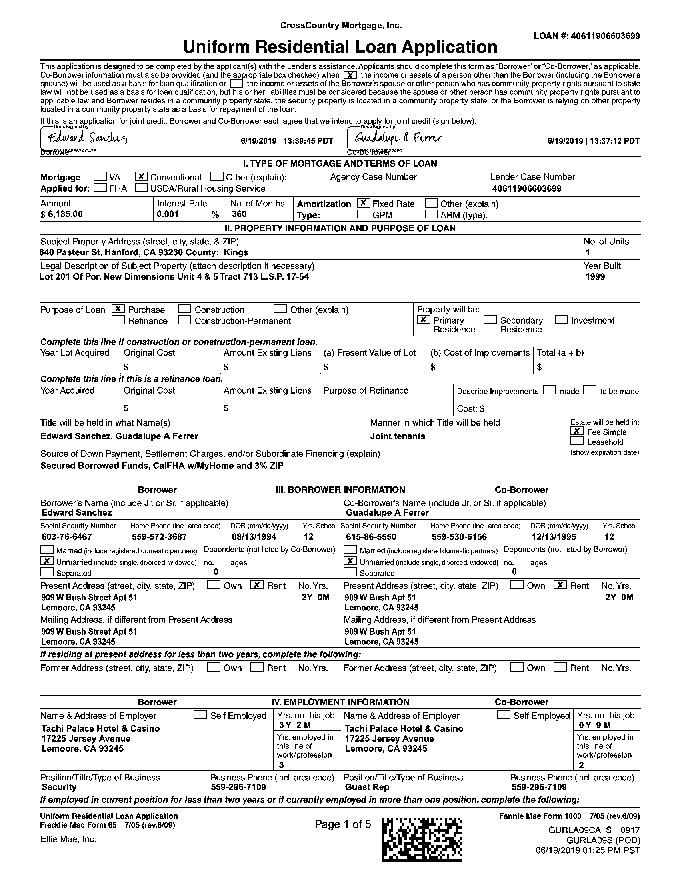 CrossCountry Mortgage, Inc.
LOAN #: 40611906603699
Uniform Residential Loan Application
This application is designed to be completed by the applicant(s) with the Lender's assistance. Applicants should complete this form as "Borrower" or "Co-Borrower," as applicable.
Co-Borrower information must also be provided (and the appropriate box checked) when X the income or assets of a person other than the Borrower (including the Borrower's
spouse) will be used as a basis for loan qualification or the income or assets of the Borrower's spouse or other person who has community property rights pursuant to state
law will not be used as a basis for loan qualification, but his or her liabilities must be considered because the spouse or other person has community property rights pursuant to
applicable law and Borrower resides in a community property state, the security property is located in a community property state, or the Borrower is relying on other property
located in a community property state as a basis for repayment of the loan.
If this is an application for joint credit, Borrower and Co-Borrower each agree that we intend to apply for joint credit (sign below).
Edward Sanchez 6/19/2019 13:39:45 PDT Guadalupe A Ferrer 13:37:12 PDT
Borrower Co-Borrower
I. TYPE OF MORTGAGE AND TERMS OF LOAN
Mortgage VA X Conventional Other (explain): Agency Case Number Lender Case Number
Applied for: FHA USDA/Rural Housing Service 40611906603699
Amount Interest Rate No. of Months Amortization X Fixed Rate Other (explain)
$ 6,185.00 0.001 % 360 Type: GPM ARM (type):
II. PROPERTY INFORMATION AND PURPOSE OF LOAN
Subject Property Address (street, city, state, & ZIP) No. of Units
840 Pasteur St, Hanford, CA 93230 County: Kings 1
Legal Description of Subject Property (attach description if necessary) Year Built
Lot 201 Of Por. New Dimensions Unit 4 & 5 Tract 713 L.S.P. 17-54 1999
Purpose of Loan X Purchase Construction Other (explain) Property will be:
Refinance Construction-Permanent X Primary Residence Secondary Residence Investment
Complete this line if construction or construction-permanent loan.
Year Lot Acquired Original Cost Amount Existing Liens (a) Present Value of Lot (b) Cost of Improvements Total (a + b)
$ $ $ $ $
Complete this line if this is a refinance loan.
Year Acquired Original Cost Amount Existing Liens Purpose of Refinance Describe Improvements made to be made
$ $ Cost: $
Title will be held in what Name(s) Manner in which Title will be held Estate will be held in:
Edward Sanchez, Guadalupe A Ferrer Joint tenants X Fee Simple
Leasehold
Source of Down Payment, Settlement Charges, and/or Subordinate Financing (explain) (show expiration date)
Secured Borrowed Funds, CalFHA w/MyHome and 3% ZIP
Borrower III. BORROWER INFORMATION Co-Borrower
Borrower's Name (include Jr. or Sr. if applicable) Co-Borrower's Name (include Jr. or Sr. if applicable)
Edward Sanchez Guadalupe A Ferrer
Social Security Number Home Phone (incl. area code) DOB (mm/dd/yyyy) Yrs. School Social Security Number Home Phone (incl. area code) DOB (mm/dd/yyyy) Yrs. School
603-76-6467 559-572-3687 08/13/1994 12 615-86-5550 559-530-6156 12/13/1995 12
Married (include registered domestic partners) Dependents (not listed by Co-Borrower) Married (include registered domestic partners) Dependents (not listed by Borrower)
X Unmarried (include single, divorced, widowed) no. ages X Unmarried (include single, divorced, widowed) no. ages
Separated 0 Separated 0
Present Address (street, city, state, ZIP) Own X Rent No. Yrs. Present Address (street, city, state, ZIP) Own X Rent No. Yrs.
909 W Bush Street Apt 51 2Y 0M 909 W Bush Apt 51 2Y 0M
Lemoore, CA 93245 Lemoore, CA 93245
Mailing Address, if different from Present Address Mailing Address, if different from Present Address
909 W Bush Street Apt 51 909 W Bush Apt 51
Lemoore, CA 93245 Lemoore, CA 93245
If residing at present address for less than two years, complete the following:
Former Address (street, city, state, ZIP) Own Rent No. Yrs. Former Address (street, city, state, ZIP) Own Rent No. Yrs.
Borrower IV. EMPLOYMENT INFORMATION Co-Borrower
Name & Address of Employer Self Employed Yrs. on this job Name & Address of Employer Self Employed Yrs. on this job
Tachi Palace Hotel & Casino 3Y 2M Tachi Palace Hotel & Casino 0Y 9M
17225 Jersey Avenue Yrs. employed in this line of work/profession 17225 Jersey Avenue Yrs. employed in this line of work/profession
Lemoore, CA 93245 3 Lemoore, CA 93245 2
Position/Title/Type of Business Business Phone (incl. area code) Position/Title/Type of Business Business Phone (incl. area code)
Security 559-296-7109 Guest Rep 559-296-7109
If employed in current position for less than two years or if currently employed in more than one position, complete the following:
Uniform Residential Loan Application Fannie Mae Form 1003 7/05 (rev.6/09)
Freddie Mac Form 65 7/05 (rev.6/09) Page 1 of 5 GURLA09CA S 0917
Ellie Mae, Inc. GURLA09S (POD)
06/19/2019 01:25 PM PST